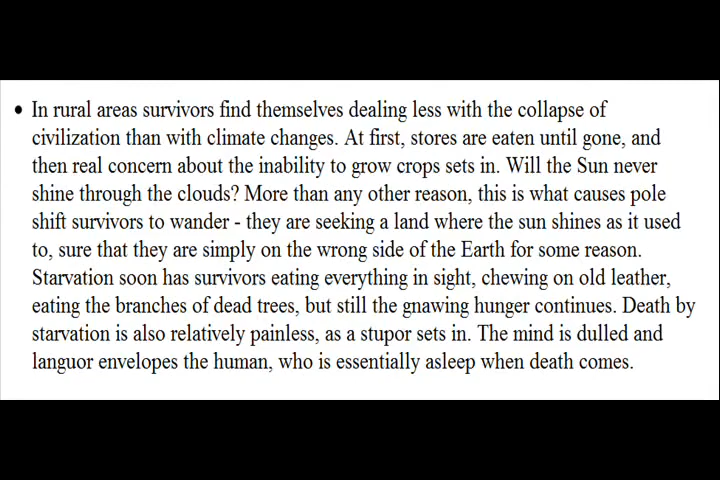 • In rural areas survivors find themselves dealing less with the collapse of
civilization than with climate changes. At first, stores are eaten until gone, and
then real concern about the inability to grow crops sets in. Will the Sun never
shine through the clouds? More than any other reason, this is what causes pole
shift survivors to wander - they are seeking a land where the sun shines as it used
to, sure that they are simply on the wrong side of the Earth for some reason.
Starvation soon has survivors eating everything in sight, chewing on old leather,
eating the branches of dead trees, but still the gnawing hunger continues. Death by
starvation is also relatively painless, as a stupor sets in. The mind is dulled and
languor envelopes the human, who is essentially asleep when death comes.